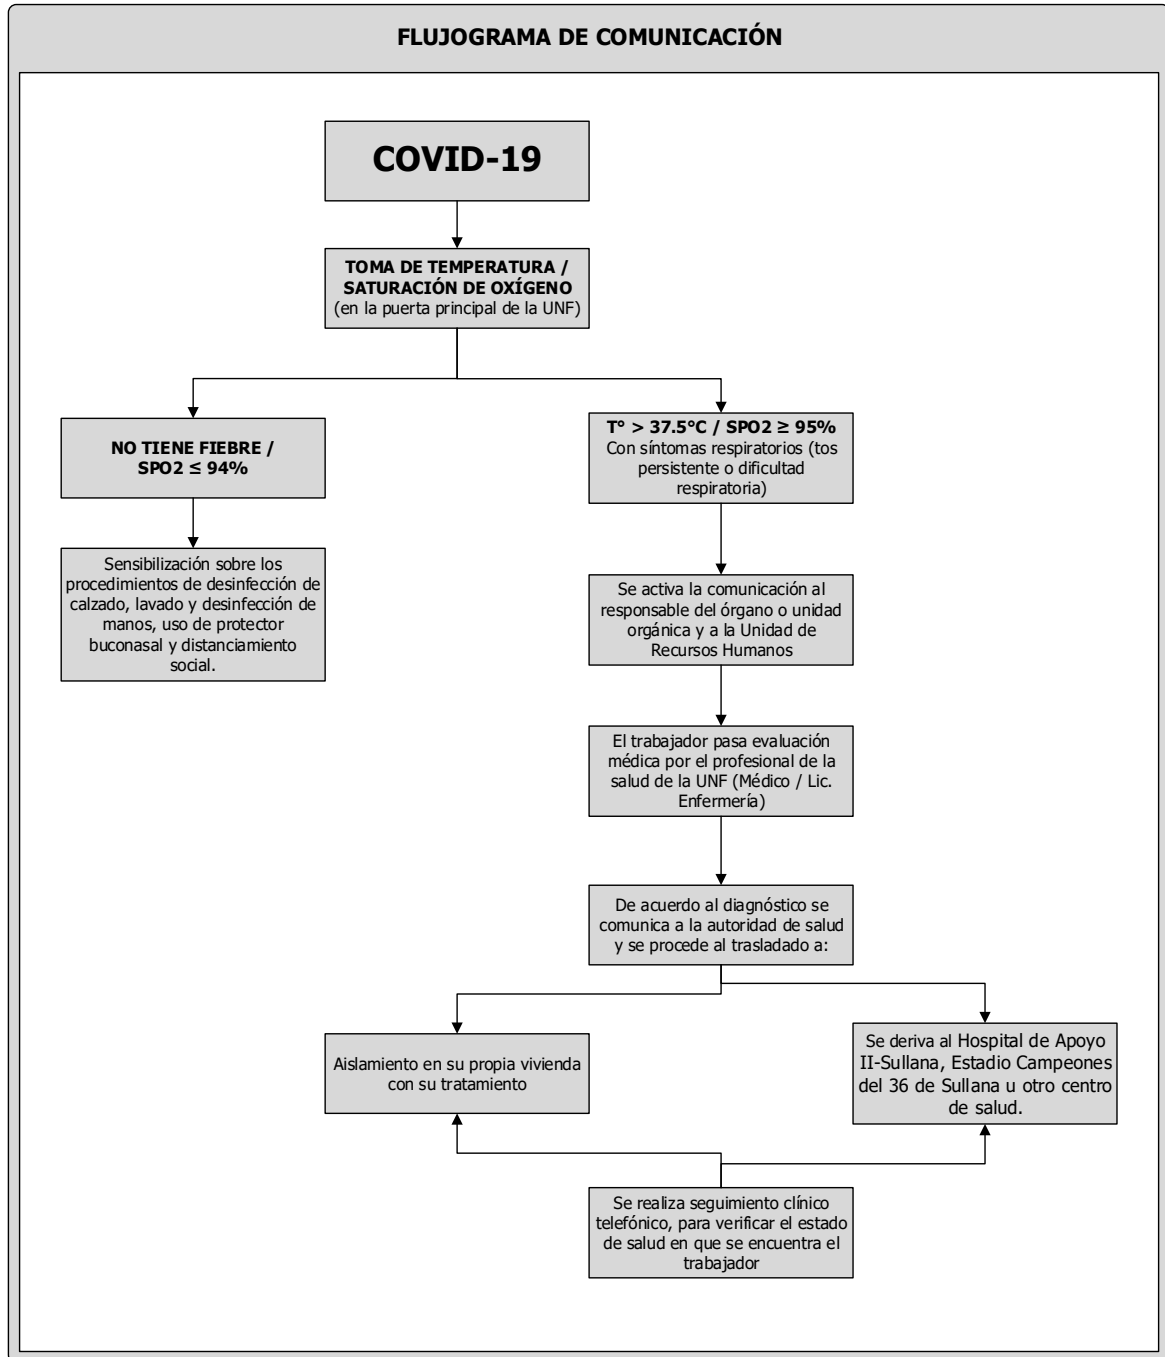 FLUJOGRAMA DE COMUNICACIÓN
COVID-19
TOMA DE TEMPERATURA /
SATURACIÓN DE OXÍGENO
(en la puerta principal de la UNF)
NO TIENE FIEBRE /
SPO2 ≤ 94%
T° > 37.5°C / SPO2 ≥ 95%
Con síntomas respiratorios (tos
persistente o dificultad
respiratoria)
Sensibilización sobre los
procedimientos de desinfección de
calzado, lavado y desinfección de
manos, uso de protector
buconasal y distanciamiento
social.
Se activa la comunicación al
responsable del órgano o unidad
orgánica y a la Unidad de
Recursos Humanos
El trabajador pasa evaluación
médica por el profesional de la
salud de la UNF (Médico / Lic.
Enfermería)
De acuerdo al diagnóstico se
comunica a la autoridad de salud
y se procede al trasladado a:
Aislamiento en su propia vivienda
con su tratamiento
Se deriva al Hospital de Apoyo
II-Sullana, Estadio Campeones
del 36 de Sullana u otro centro
de salud.
Se realiza seguimiento clínico
telefónico, para verificar el estado
de salud en que se encuentra el
trabajador